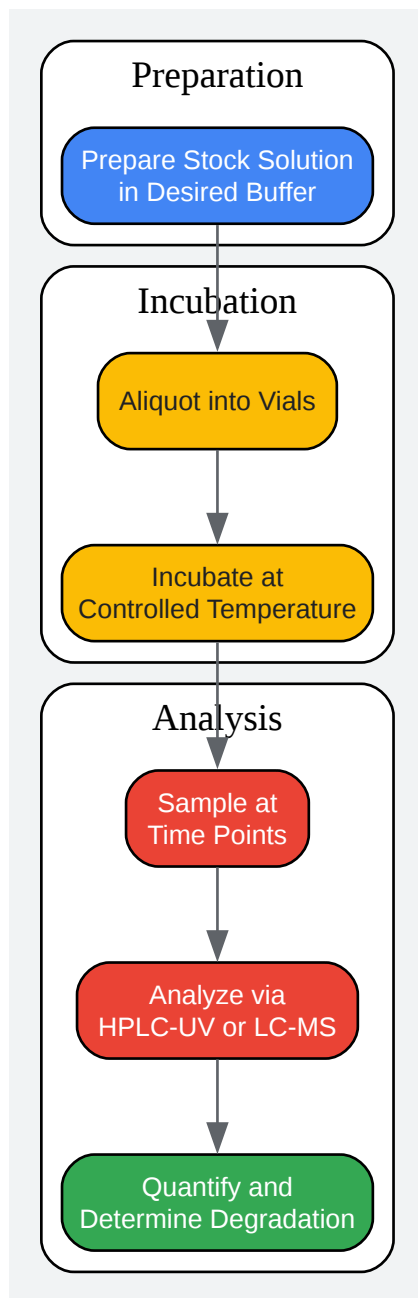 Preparation
Prepare Stock Solution
in Desired Buffer
Incubation
Aliquot into Vials
Incubate at
Controlled Temperature
Analysis
Sample at
Time Points
Analyze via
HPLC-UV or LC-MS
Quantify and
Determine Degradation